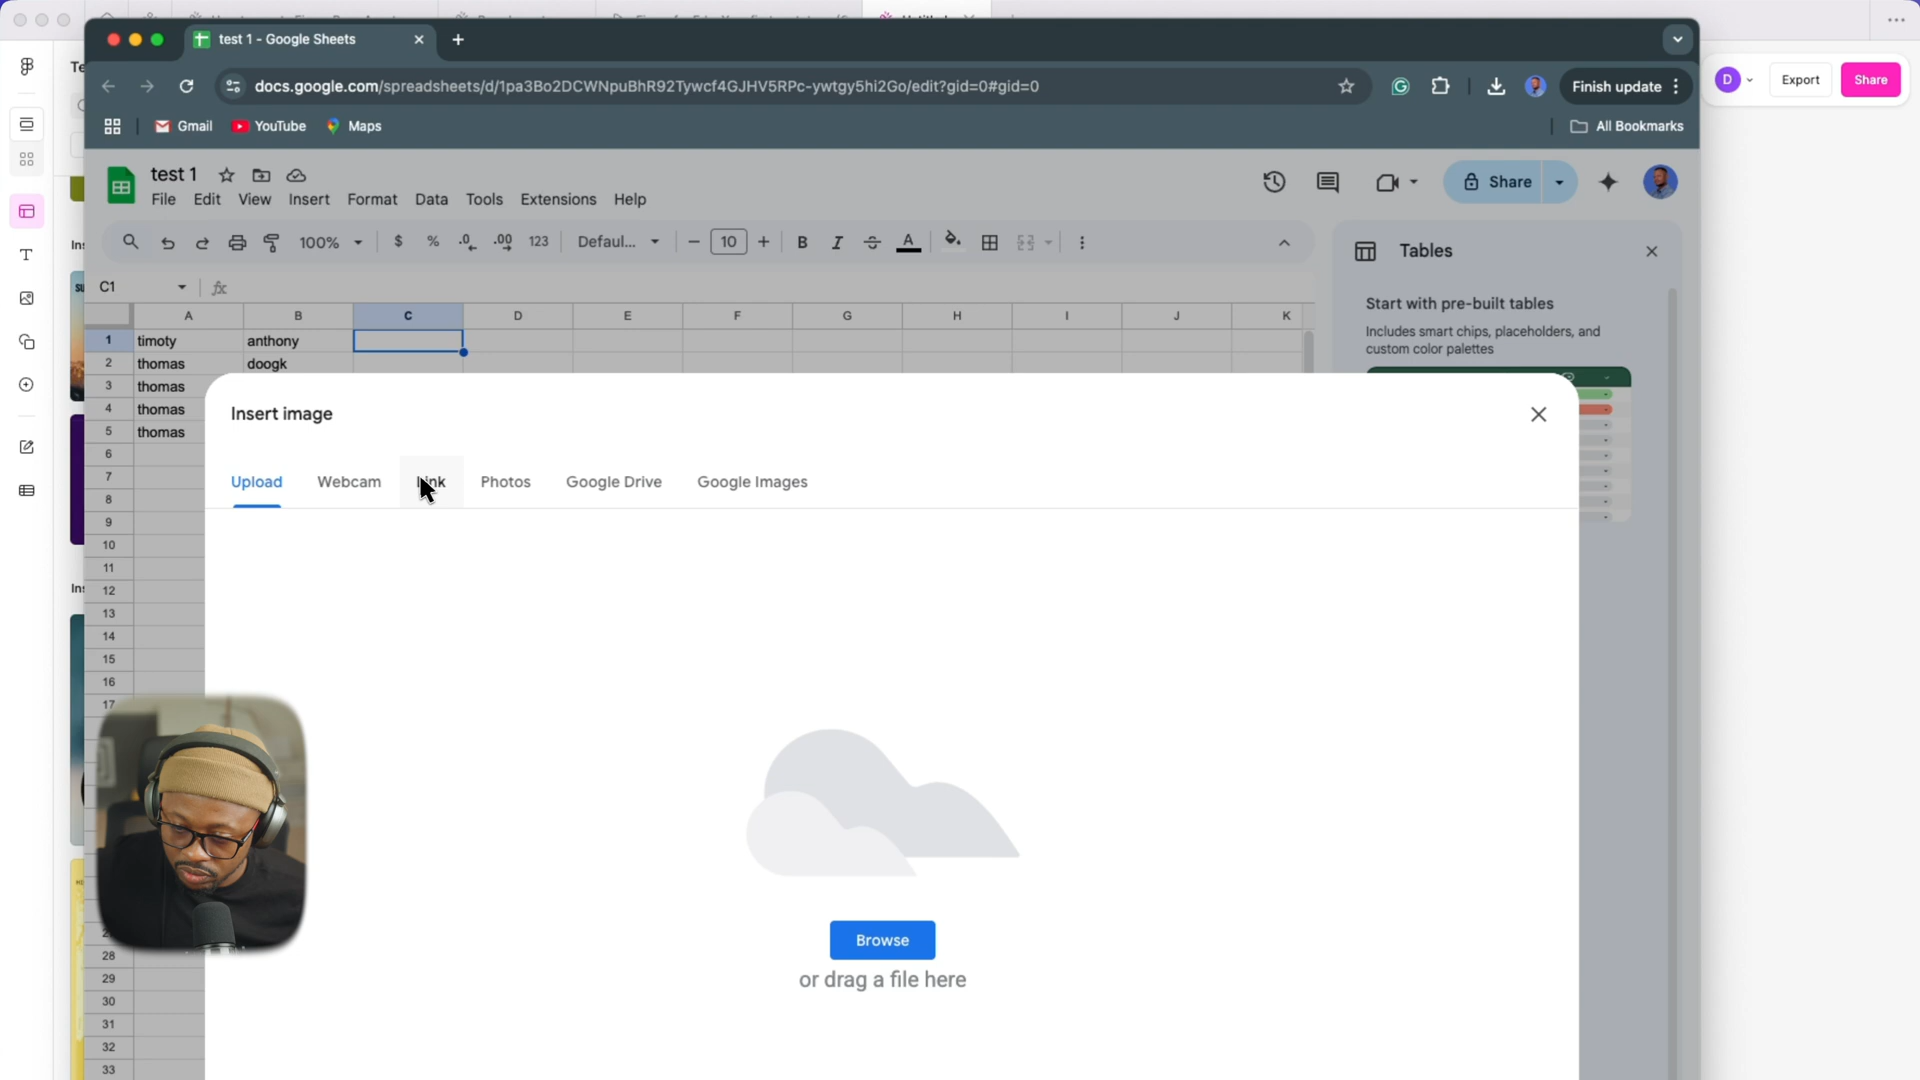 test 1 - Google Sheets
docs.google.com/spreadsheets/d/1pa3Bo2DCWNpuBhR92Tywcf4GJHV5RPc-ywtgy5hi2Go/edit?gid=0#gid=0
Finish update
D
Export
Share
Gmail
YouTube
Maps
All Bookmarks
test 1
File Edit View Insert Format Data Tools Extensions Help
Share
100% $ % .0 .00 123 Defaul... 10 B I S A
Tables
C1 fx
A B C D E F G H I J K
Start with pre-built tables
Includes smart chips, placeholders, and
custom color palettes
1 timoty anthony
2 thomas doogk
3 thomas
4 thomas
5 thomas
6
7
8
9
10
11
12
13
14
15
16
17
28
29
30
31
32
33
Insert image
Upload Webcam Link Photos Google Drive Google Images
Browse
or drag a file here